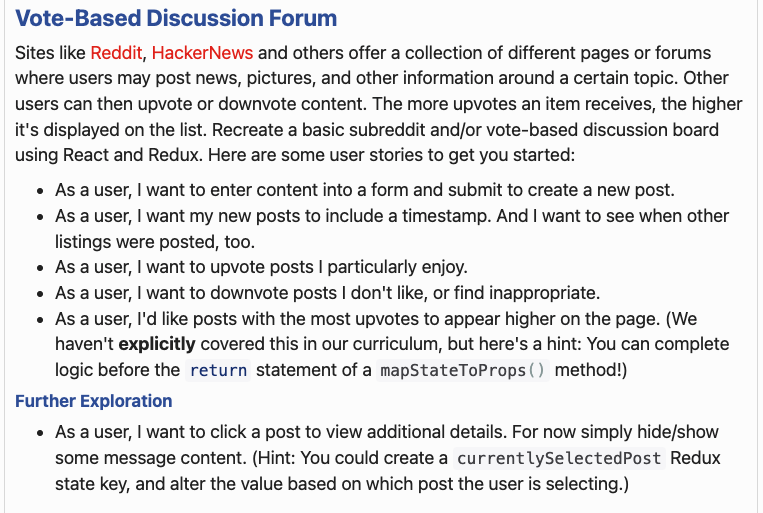 Vote-Based Discussion Forum
Sites like Reddit, HackerNews and others offer a collection of different pages or forums
where users may post news, pictures, and other information around a certain topic. Other
users can then upvote or downvote content. The more upvotes an item receives, the higher
it's displayed on the list. Recreate a basic subreddit and/or vote-based discussion board
using React and Redux. Here are some user stories to get you started:
• As a user, I want to enter content into a form and submit to create a new post.
• As a user, I want my new posts to include a timestamp. And I want to see when other
listings were posted, too.
• As a user, I want to upvote posts I particularly enjoy.
• As a user, I want to downvote posts I don't like, or find inappropriate.
• As a user, I'd like posts with the most upvotes to appear higher on the page. (We
haven't explicitly covered this in our curriculum, but here's a hint: You can complete
logic before the return statement of a mapStateToProps() method!)
Further Exploration
• As a user, I want to click a post to view additional details. For now simply hide/show
some message content. (Hint: You could create a currentlySelectedPost Redux
state key, and alter the value based on which post the user is selecting.)